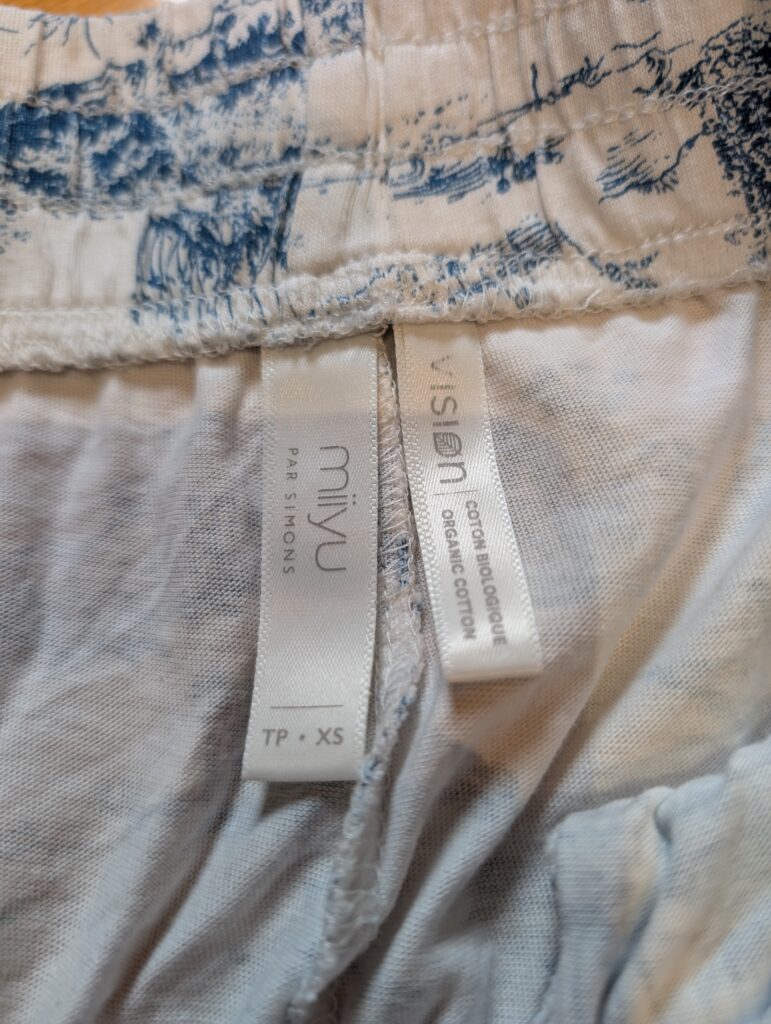 miiyu
PAR SIMONS
TP • XS
VISION
COTON BIOLOGIQUE
ORGANIC COTTON